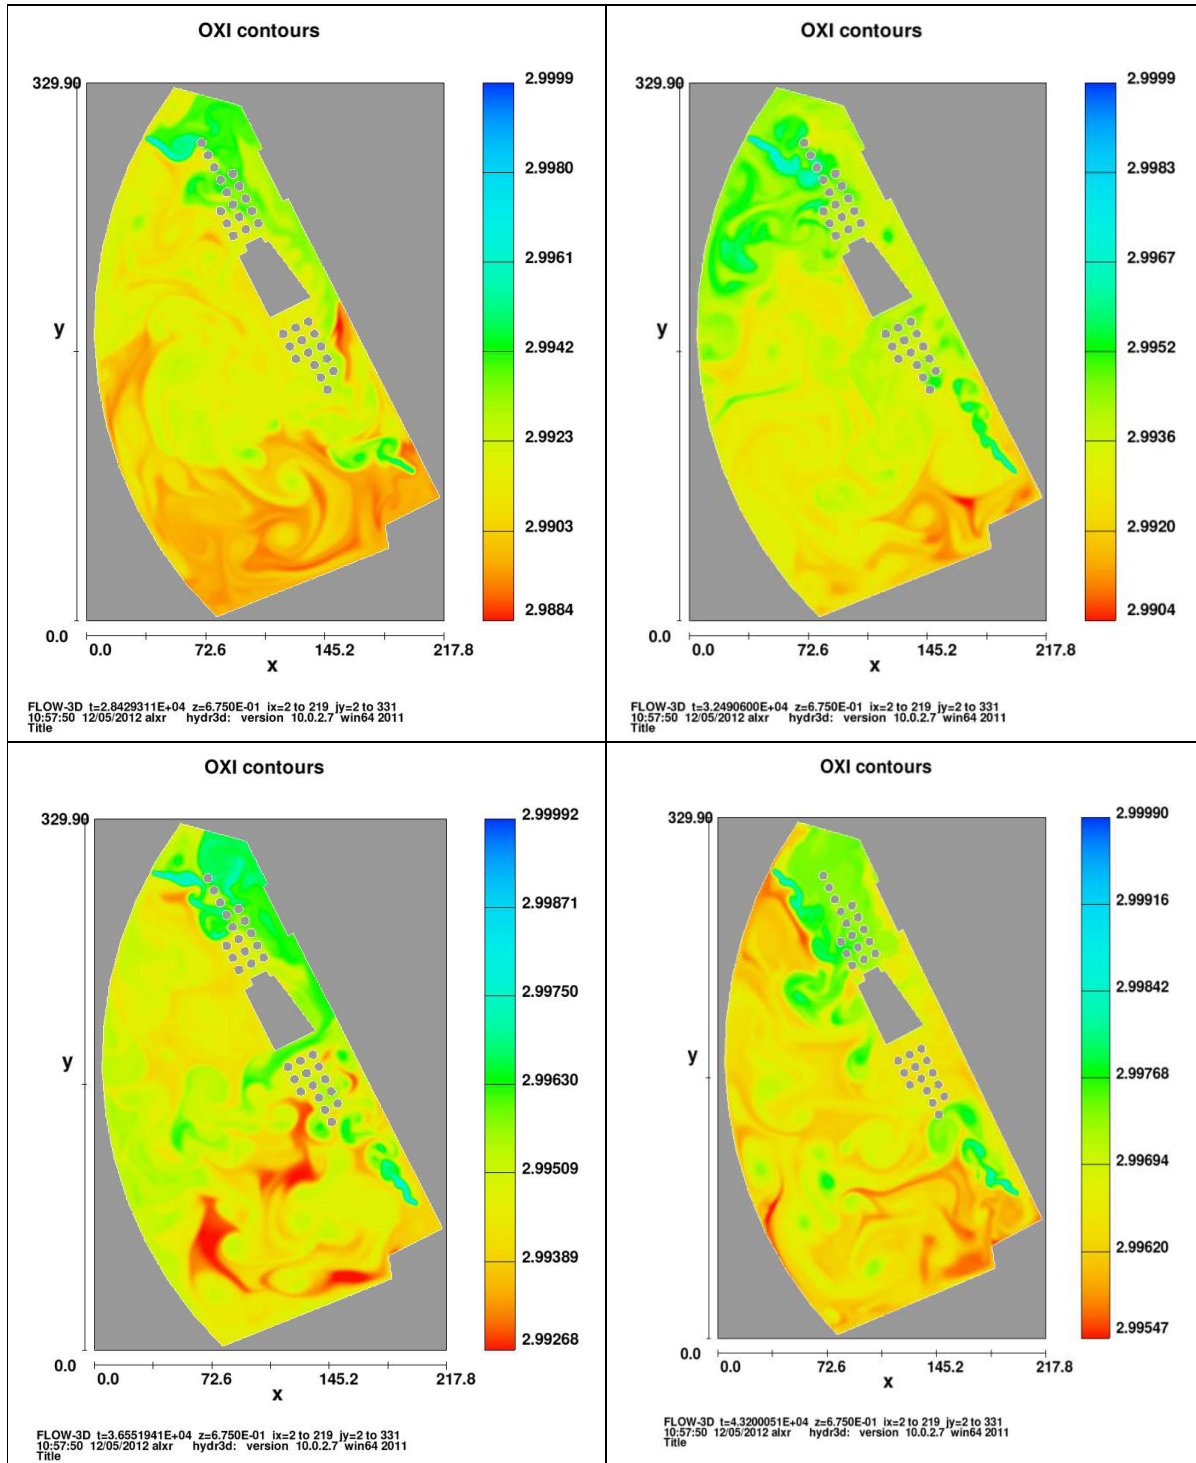 OXI contours
329.90
2.9999
2.9980
2.9961
2.9942
2.9923
2.9903
2.9884
y
0.0
0.0 72.6 145.2 217.8
x
FLOW-3D t=2.8429311E+04 z=6.750E-01 ix=2 to 219 jy=2 to 331
10:57:50 12/05/2012 alxr hydr3d: version 10.0.2.7 win64 2011
Title
OXI contours
329.90
2.9999
2.9983
2.9967
2.9952
2.9936
2.9920
2.9904
y
0.0
0.0 72.6 145.2 217.8
x
FLOW-3D t=3.2490600E+04 z=6.750E-01 ix=2 to 219 jy=2 to 331
10:57:50 12/05/2012 alxr hydr3d: version 10.0.2.7 win64 2011
Title
OXI contours
329.90
2.99992
2.99871
2.99750
2.99630
2.99509
2.99389
2.99268
y
0.0
0.0 72.6 145.2 217.8
x
FLOW-3D t=3.6551941E+04 z=6.750E-01 ix=2 to 219 jy=2 to 331
10:57:50 12/05/2012 alxr hydr3d: version 10.0.2.7 win64 2011
Title
OXI contours
329.90
2.99990
2.99916
2.99842
2.99768
2.99694
2.99620
2.99547
y
0.0
0.0 72.6 145.2 217.8
x
FLOW-3D t=4.3200051E+04 z=6.750E-01 ix=2 to 219 jy=2 to 331
10:57:50 12/05/2012 alxr hydr3d: version 10.0.2.7 win64 2011
Title